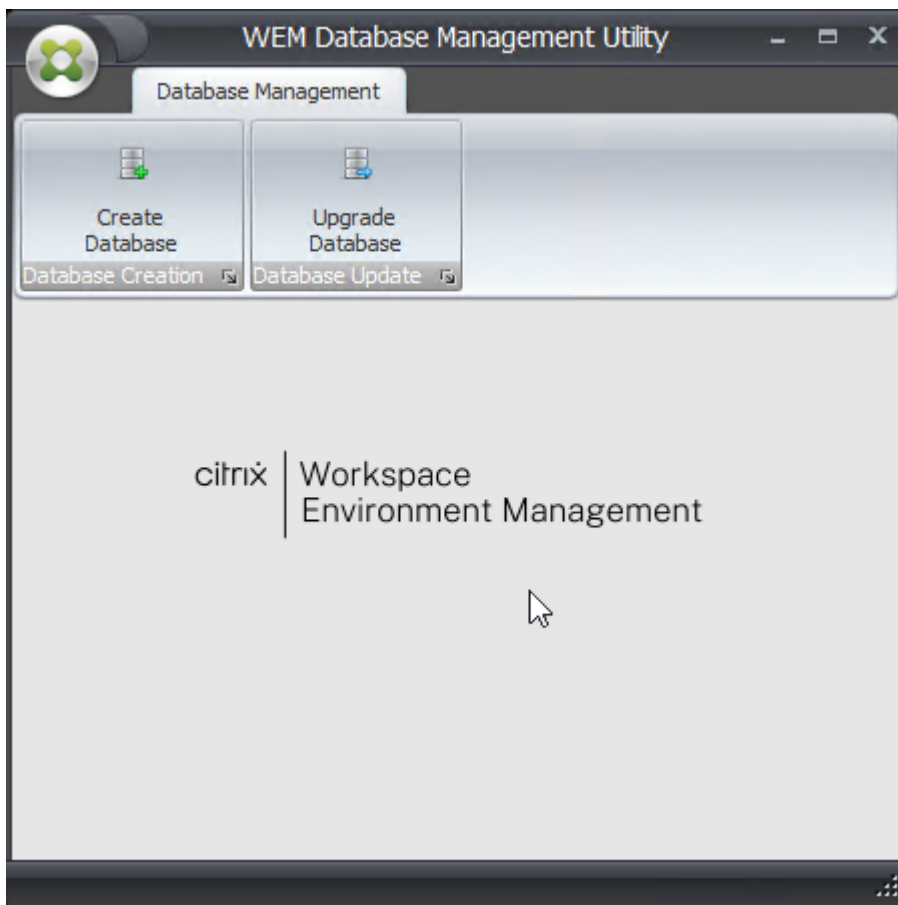 WEM Database Management Utility
Database Management
Create
Database
Upgrade
Database
Database Creation
Database Update
citrix
Workspace
Environment Management